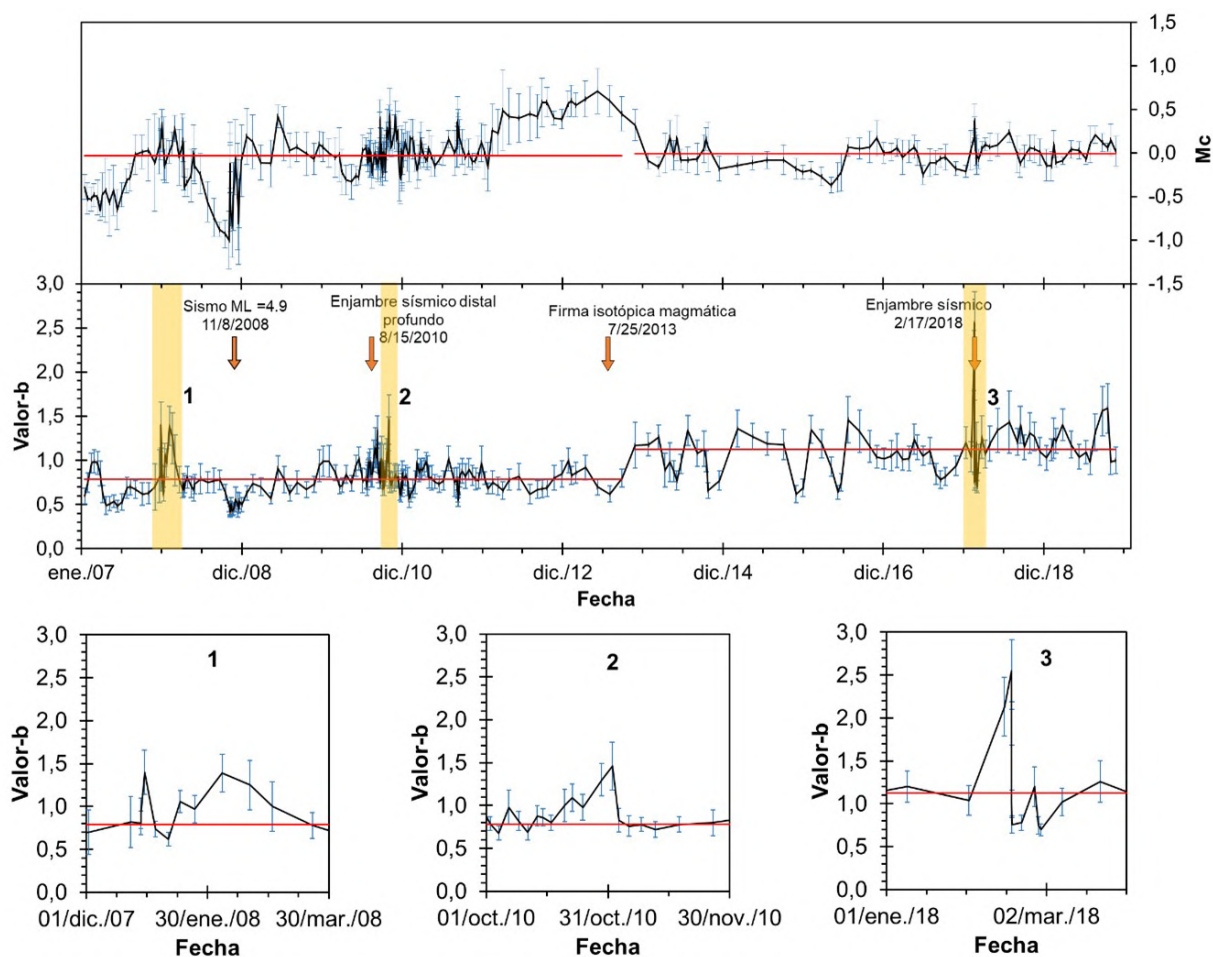 1,5
1,0
0,5
0,0
-0,5
-1,0
-1,5
Mc
3,0
2,5
2,0
1,5
1,0
0,5
0,0
Valor-b
Sismo ML =4.9
11/8/2008
Enjambre sísmico distal
profundo
8/15/2010
Firma isotópica magmática
7/25/2013
Enjambre sísmico
2/17/2018
1
2
3
ene./07
dic./08
dic./10
dic./12
dic./14
dic./16
dic./18
Fecha
3,0
2,5
2,0
1,5
1,0
0,5
0,0
Valor-b
1
01/dic./07
30/ene./08
30/mar./08
Fecha
3,0
2,5
2,0
1,5
1,0
0,5
0,0
Valor-b
2
01/oct./10
31/oct./10
30/nov./10
Fecha
3,0
2,5
2,0
1,5
1,0
0,5
0,0
Valor-b
3
01/ene./18
02/mar./18
Fecha